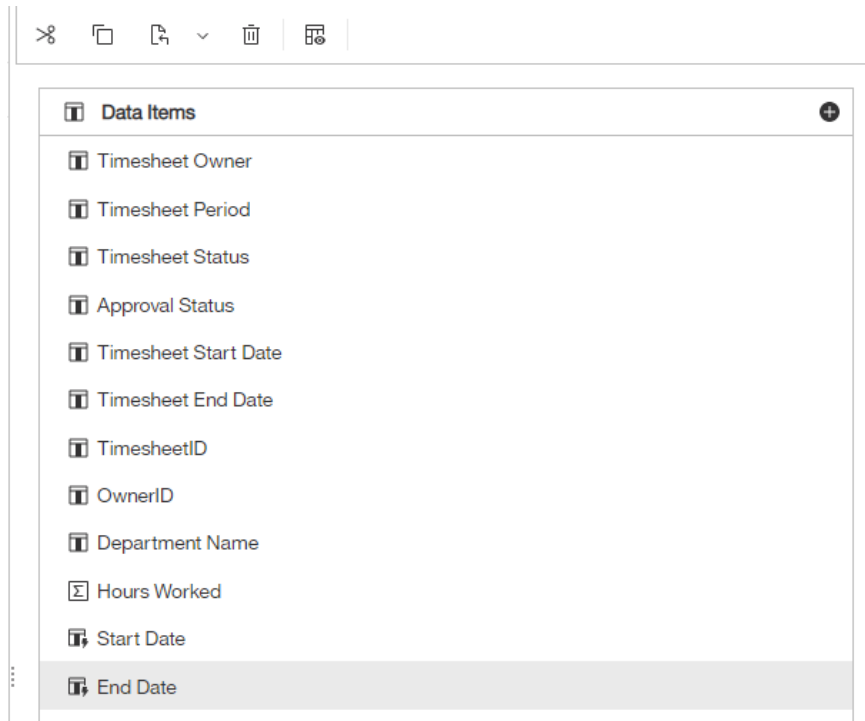 Data Items
Timesheet Owner
Timesheet Period
Timesheet Status
Approval Status
Timesheet Start Date
Timesheet End Date
TimesheetID
OwnerID
Department Name
Hours Worked
Start Date
End Date